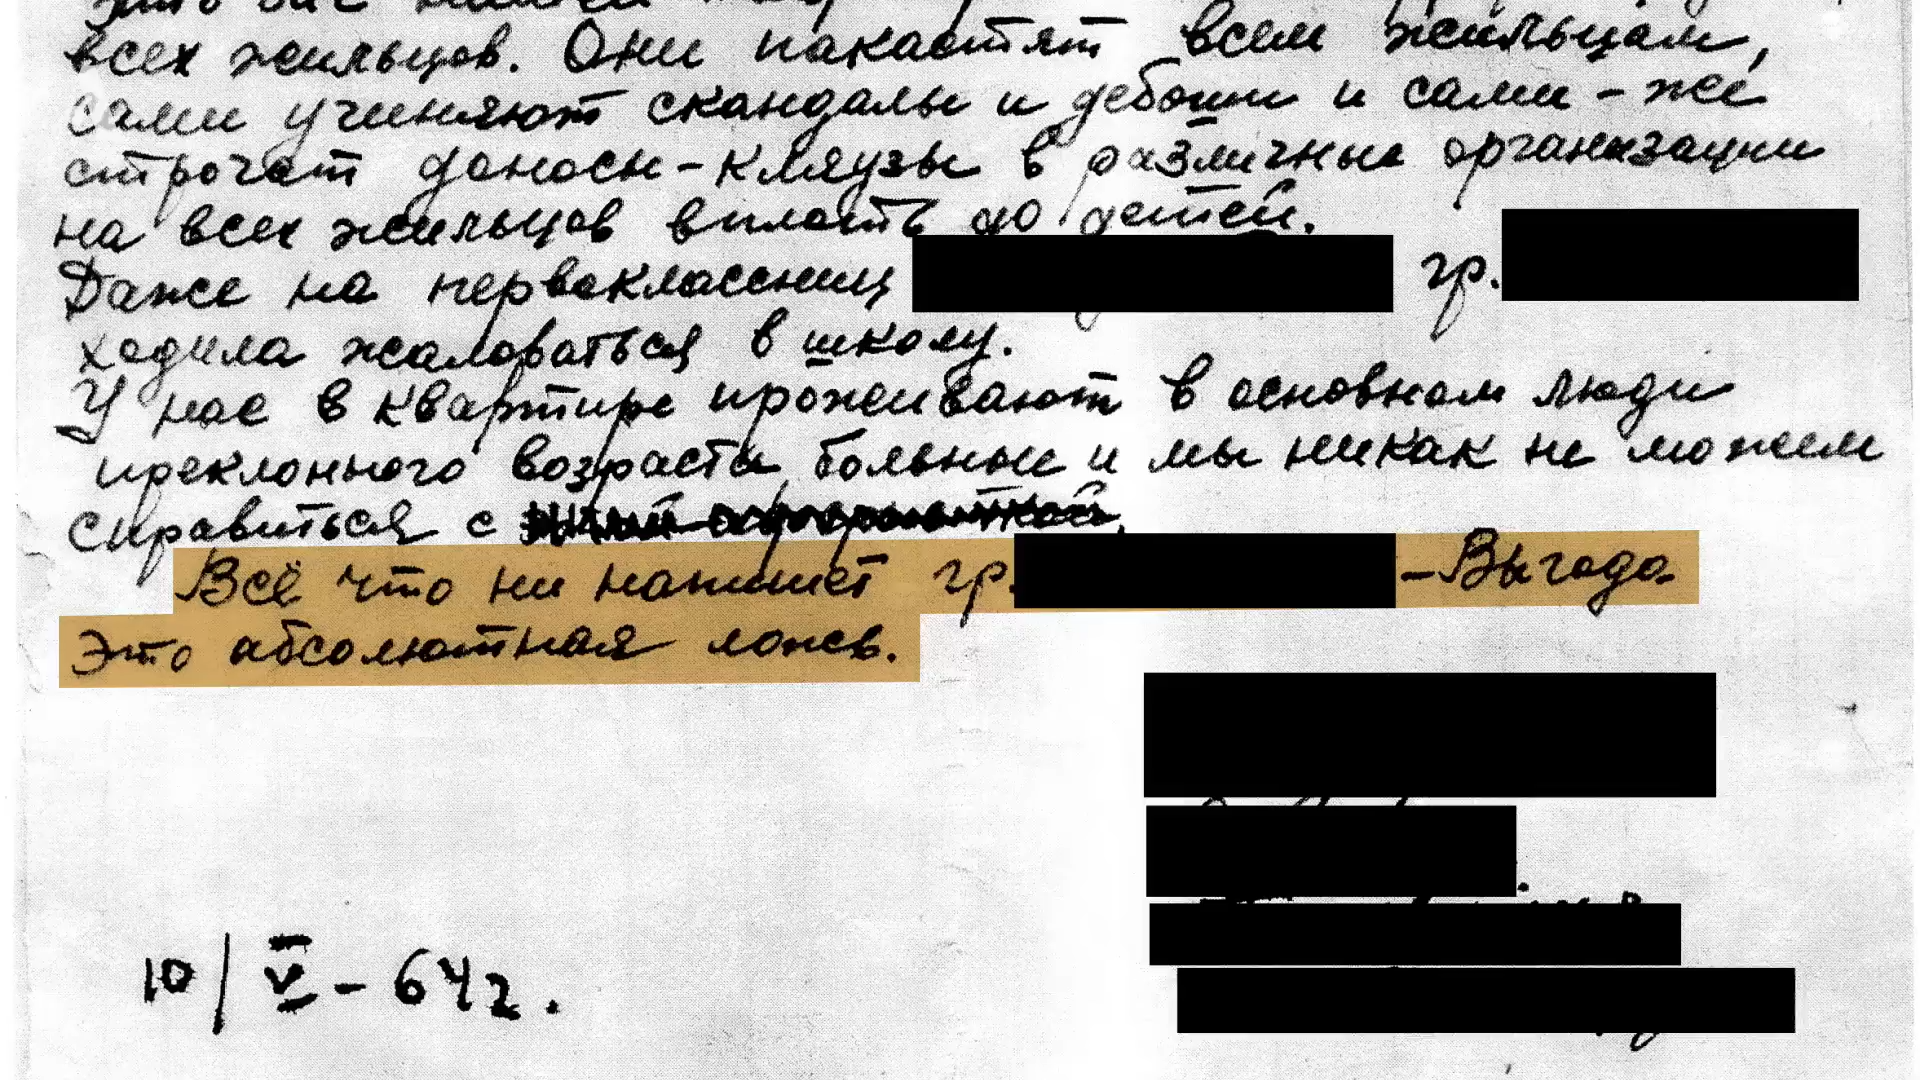 всех жильцов. Они пакостят всем жильцам,
сами учиняют скандалы и дебоши и сами-же
строчат доносы-кляузы в различные организации
на всех жильцов вплоть до детей.
Даже на первоклассниц гр.
ходила жаловаться в школу.
У нас в квартире проживают в основном люди
преклонного возраста, больные и мы никак не можем
справиться с
Всё что ни напишет гр. -Выгода
Это абсолютная ложь.
10/V-64г.